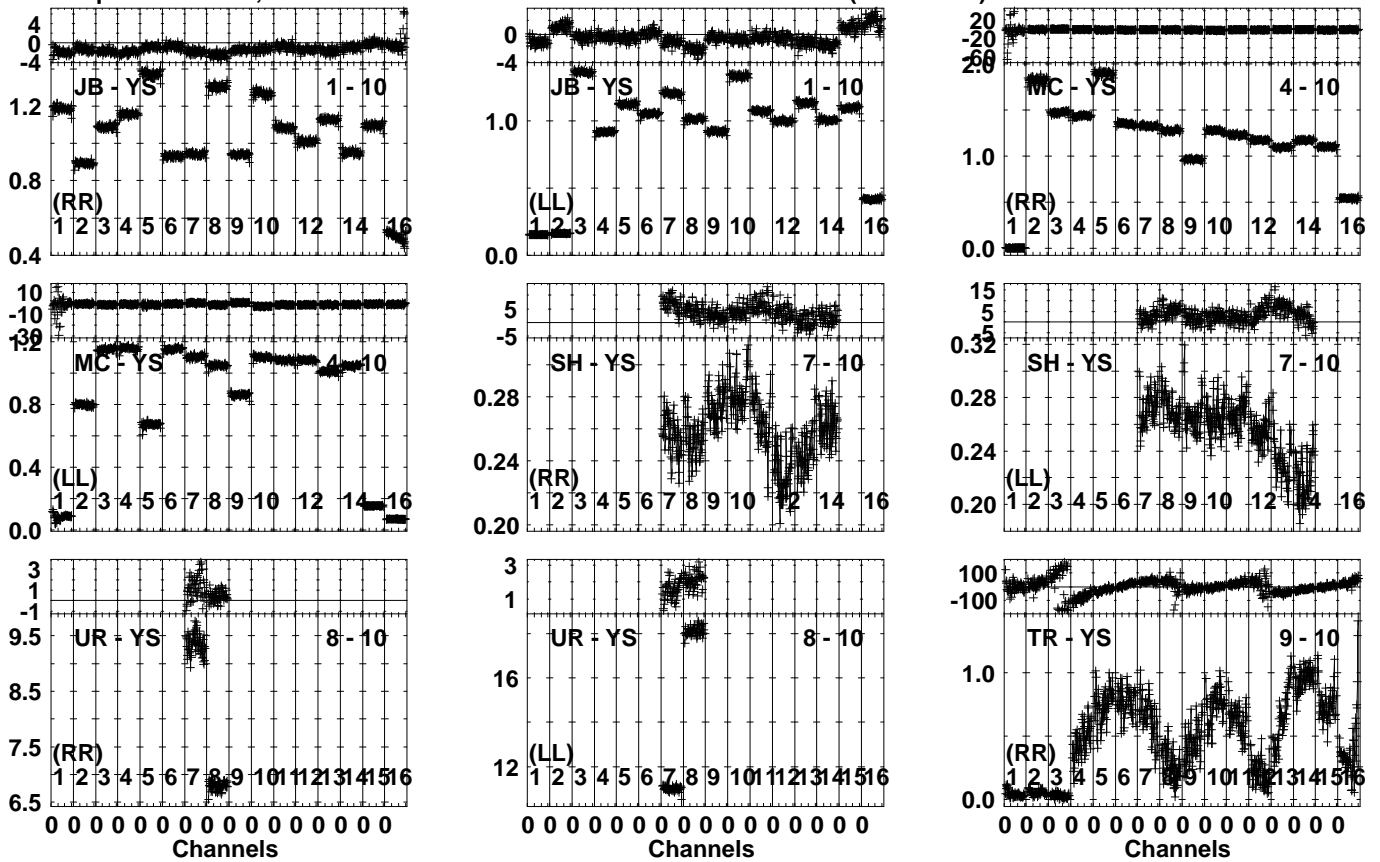 4 0 -4 JB - YS 1 - 10 1.2 0.8 0.4 (RR) 1 2 3 4 5 6 7 8 9 10 12 14 16
0 -4 JB - YS 1 - 10 1.0 0.0 (LL) 1 2 3 4 5 6 7 8 9 10 12 14 16
20 -20 60 2.0 MC - YS 4 - 10 1.0 0.0 (RR) 1 2 3 4 5 6 7 8 9 10 12 14 16
10 -10 -30 1.2 MC - YS 4 - 10 0.8 0.4 0.0 (LL) 1 2 3 4 5 6 7 8 9 10 12 14 16
5 -5 SH - YS 7 - 10 0.28 0.24 0.20 (RR) 1 2 3 4 5 6 7 8 9 10 12 14 16
15 5 -5 0.32 SH - YS 7 - 10 0.28 0.24 0.20 (LL) 1 2 3 4 5 6 7 8 9 10 12 14 16
3 1 -1 UR - YS 8 - 10 9.5 8.5 7.5 6.5 (RR) 1 2 3 4 5 6 7 8 9 10 11 12 13 14 15 16
3 1 UR - YS 8 - 10 16 12 (LL) 1 2 3 4 5 6 7 8 9 10 11 12 13 14 15 16
100 -100 TR - YS 9 - 10 1.0 0.0 (RR) 1 2 3 4 5 6 7 8 9 10 11 12 13 14 15 16
0 0 0 0 0 0 0 0 0 0 0 0 0 0 0 0
Channels
0 0 0 0 0 0 0 0 0 0 0 0 0 0 0 0
Channels
0 0 0 0 0 0 0 0 0 0 0 0 0 0 0 0
Channels